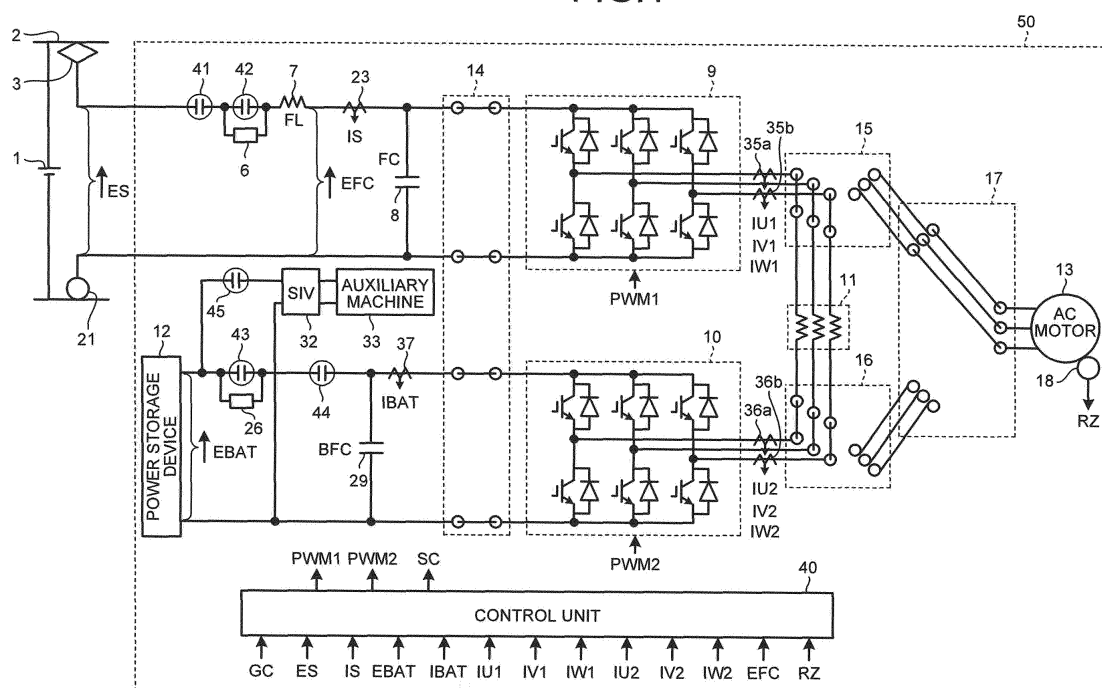 50
2
3
41
42
7
23
14
9
FL
IS
6
1
ES
EFC
FC
8
35a
35b
15
17
IU1
IV1
IW1
PWM1
11
13
AC
MOTOR
18
RZ
21
45
SIV
32
AUXILIARY
MACHINE
33
12
43
44
37
10
16
26
IBAT
POWER STORAGE
DEVICE
EBAT
BFC
29
36a
36b
IU2
IV2
IW2
PWM2
PWM1
PWM2
SC
40
CONTROL UNIT
GC
ES
IS
EBAT
IBAT
IU1
IV1
IW1
IU2
IV2
IW2
EFC
RZ